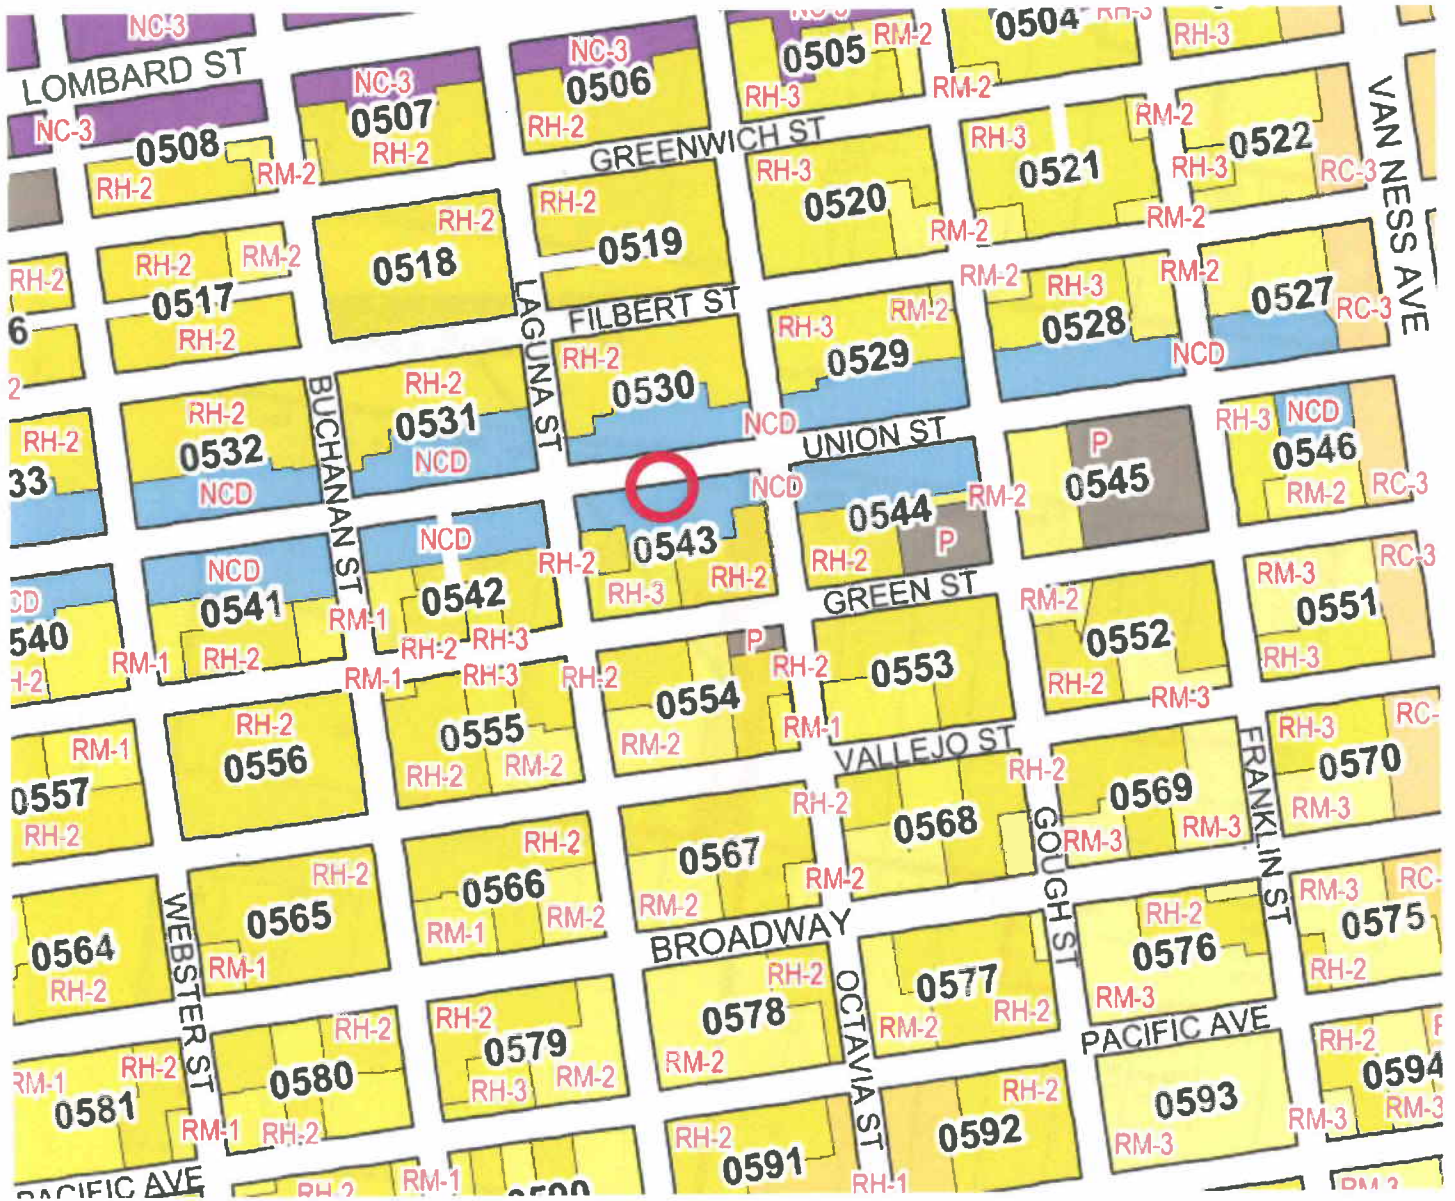 NC-3
NC-3
RH-3
RH-3
LOMBARD ST
NC-3
NC-3
0505
RM-2
0504
VAN NESS AVE
NC-3
0508
0507
0506
RH-3
RM-2
RM-2
0522
RH-2
RM-2
RH-2
RH-2
GREENWICH ST
RH-3
RH-3
0521
RH-3
RC-3
RH-2
0518
RH-2
0519
0520
RM-2
RM-2
RH-2
RH-2
RM-2
0517
RH-2
LAGUNA ST
FILBERT ST
RM-2
RH-3
RM-2
0527
RC-3
6
RH-3
RM-2
0529
0528
NCD
2
BUCHANAN ST
RH-2
RH-2
0530
NCD
RH-2
33
RH-2
0532
NCD
0531
NCD
UNION ST
P
0545
RH-3
NCD
0546
RM-2
RC-3
NCD
0541
NCD
0542
RH-2
0543
NCD
0544
RM-2
P
RH-2
CD
540
H-2
RM-1
RH-2
RM-1
RH-2
RH-3
RH-3
RH-2
GREEN ST
RM-2
0552
RM-3
0551
RC-3
RH-3
RM-1
RH-3
RH-2
0554
P
RH-2
0553
RH-2
RM-3
RM-1
0557
RH-2
RH-2
0556
0555
RH-2
RM-2
RM-2
RM-1
VALLEJO ST
FRANKLIN ST
RH-3
RC-
0570
RM-3
RH-2
0567
RM-2
RH-2
0568
RM-2
RH-2
GOUGH ST
0569
RM-3
RM-3
WEBSTER ST
RH-2
0565
RM-1
0566
RM-1
RM-2
BROADWAY
RM-3
RC-
0575
RH-2
0564
RH-2
RH-2
0578
RM-2
OCTAVIA ST
0577
RM-2
RH-2
RH-2
0576
RM-3
PACIFIC AVE
RM-1
RH-2
0581
RM-1
RH-2
0580
RH-2
RH-2
0579
RH-3
RM-2
RH-2
0592
0593
RM-3
RH-2
0594
RM-3
RM-3
PACIFIC AVE
RH-2
RM-1
0590
RH-2
0591
RH-1
RM-3